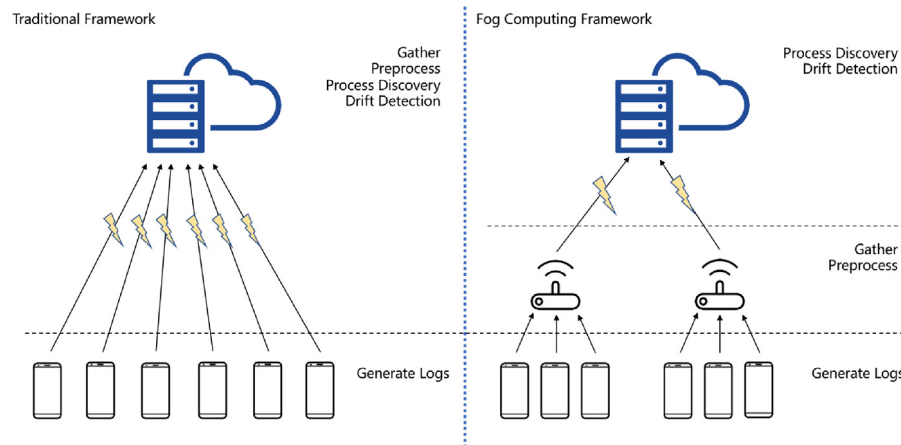 Traditional Framework
Gather
Preprocess
Process Discovery
Drift Detection
Generate Logs
Fog Computing Framework
Process Discovery
Drift Detection
Gather
Preprocess
Generate Logs